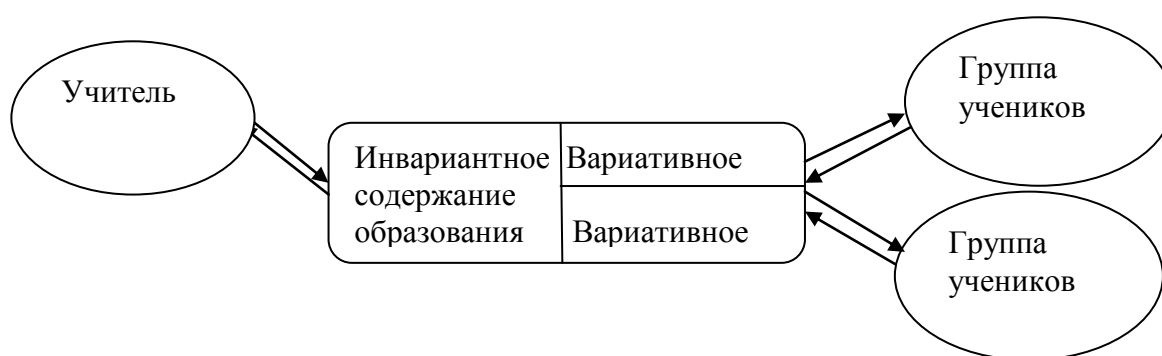 Учитель
Инвариантное
содержание
образования
Вариативное
Вариативное
Группа
учеников
Группа
учеников